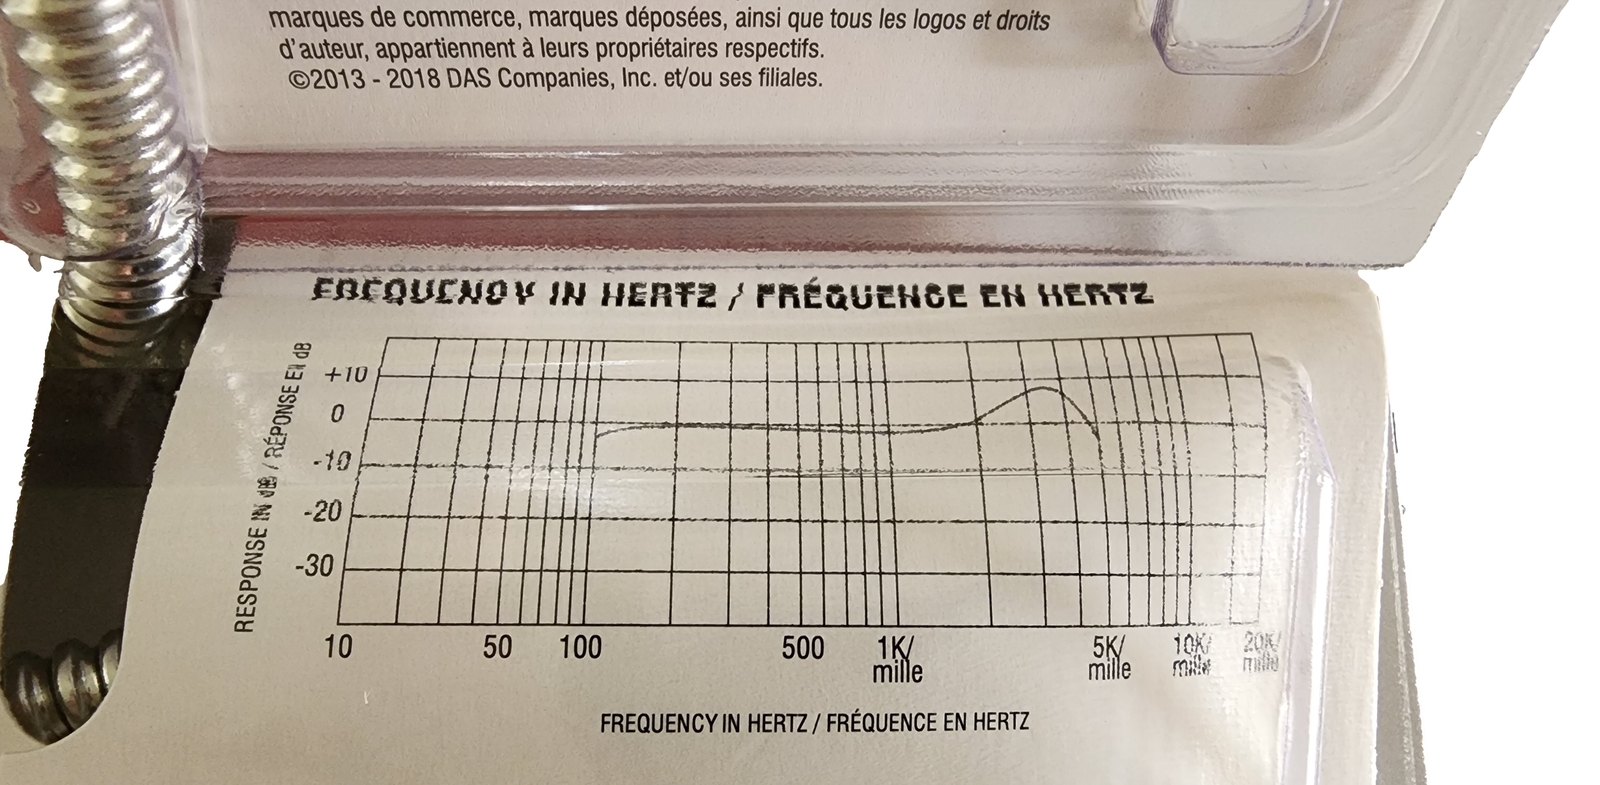 marques de commerce, marques déposées, ainsi que tous les logos et droits
d'auteur, appartiennent à leurs propriétaires respectifs.
©2013 - 2018 DAS Companies, Inc. et/ou ses filiales.
FREQUENCY IN HERTZ / FRÉQUENCE EN HERTZ
RESPONSE IN dB / RÉPONSE EN dB
+10
0
-10
-20
-30
10 50 100 500 1K/ 5K/ 10K/ 20K/
mille mille mille mille
FREQUENCY IN HERTZ / FRÉQUENCE EN HERTZ